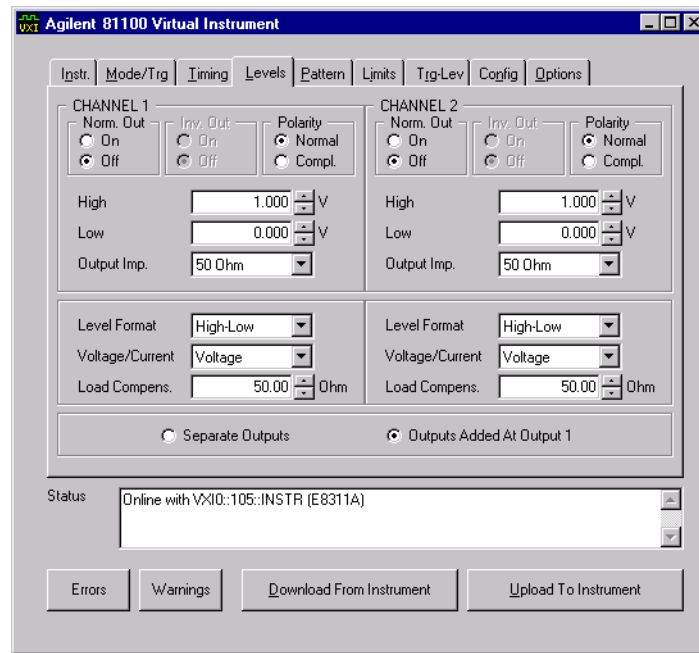 VXI Agilent 81100 Virtual Instrument
Instr. Mode/Trg Timing Levels Pattern Limits Trg-Lev Config Options
CHANNEL 1
Norm. Out Inv. Out Polarity
On On Normal
Off Off Compl.
High 1.000 V
Low 0.000 V
Output Imp. 50 Ohm
CHANNEL 2
Norm. Out Inv. Out Polarity
On On Normal
Off Off Compl.
High 1.000 V
Low 0.000 V
Output Imp. 50 Ohm
Level Format High-Low
Voltage/Current Voltage
Load Compens. 50.00 Ohm
Level Format High-Low
Voltage/Current Voltage
Load Compens. 50.00 Ohm
Separate Outputs Outputs Added At Output 1
Status Online with VXI0::105::INSTR (E8311A)
Errors Warnings Download From Instrument Upload To Instrument